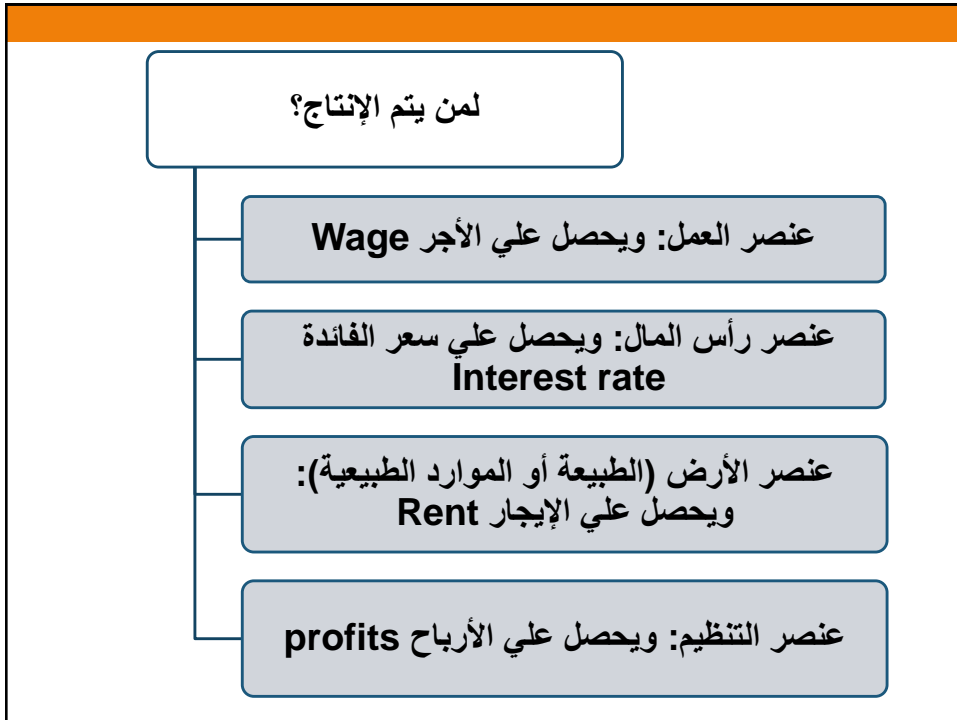 لمن يتم الإنتاج؟
عنصر العمل: ويحصل علي الأجر Wage
عنصر رأس المال: ويحصل علي سعر الفائدة
Interest rate
عنصر الأرض (الطبيعة أو الموارد الطبيعية):
ويحصل علي الإيجار Rent
عنصر التنظيم: ويحصل علي الأرباح profits